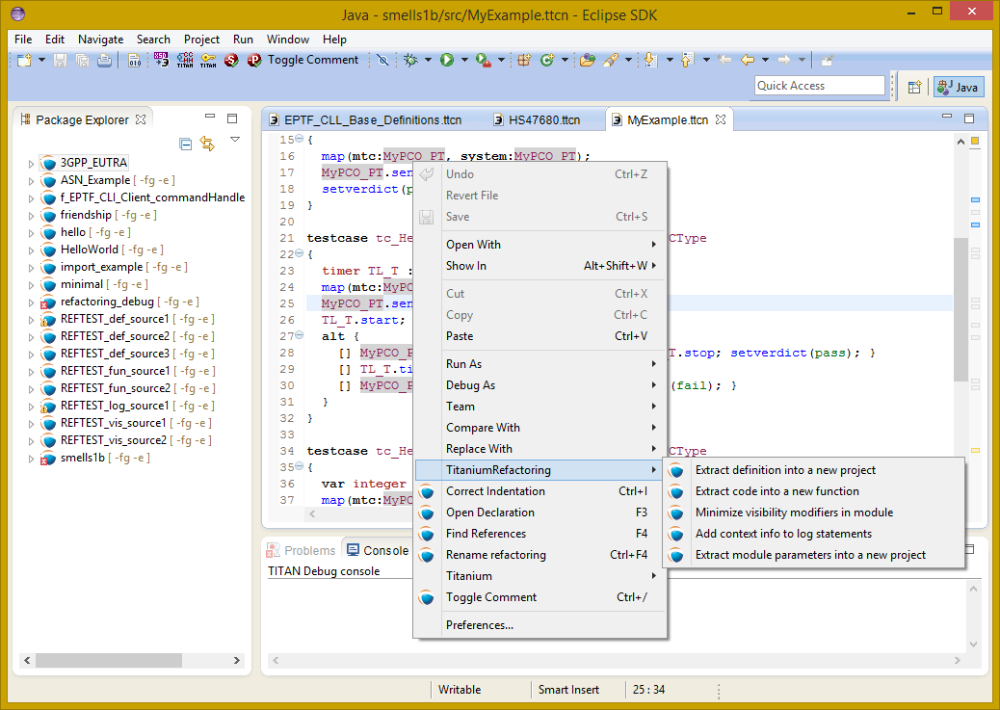 Java - smells1b/src/MyExample.ttcn - Eclipse SDK
File Edit Navigate Search Project Run Window Help
Toggle Comment
Quick Access
Java
Package Explorer
3GPP_EUTRA
ASN_Example [ -fg -e ]
f_EPTF_CLI_Client_commandHandle
friendship [ -fg -e ]
hello [ -fg -e ]
HelloWorld [ -fg -e ]
import_example [ -fg -e ]
minimal [ -fg -e ]
refactoring_debug [ -fg -e ]
REFTEST_def_source1 [ -fg -e ]
REFTEST_def_source2 [ -fg -e ]
REFTEST_def_source3 [ -fg -e ]
REFTEST_fun_source1 [ -fg -e ]
REFTEST_fun_source2 [ -fg -e ]
REFTEST_log_source1 [ -fg -e ]
REFTEST_vis_source1 [ -fg -e ]
REFTEST_vis_source2 [ -fg -e ]
smells1b [ -fg -e ]
EPTF_CLL_Base_Definitions.ttcn HS47680.ttcn MyExample.ttcn
15 {
16 map(mtc:MyPCO_PT, system:MyPCO_PT);
17 MyPCO_PT.sen
18 setverdict(p
19 }
20
21 testcase tc_He CType
22 {
23 timer TL_T :
24 map(mtc:MyPC
25 MyPCO_PT.sen
26 TL_T.start;
27 alt {
28 [] MyPCO_P T.stop; setverdict(pass); }
29 [] TL_T.ti
30 [] MyPCO_P (fail); }
31 }
32 }
33
34 testcase tc_He CType
35 {
36 var integer
37 map(mtc:MyPC
Undo Ctrl+Z
Revert File
Save Ctrl+S
Open With
Show In Alt+Shift+W
Cut Ctrl+X
Copy Ctrl+C
Paste Ctrl+V
Run As
Debug As
Team
Compare With
Replace With
TitaniumRefactoring
Correct Indentation Ctrl+I
Open Declaration F3
Find References F4
Rename refactoring Ctrl+F4
Titanium
Toggle Comment Ctrl+/
Preferences...
Extract definition into a new project
Extract code into a new function
Minimize visibility modifiers in module
Add context info to log statements
Extract module parameters into a new project
Problems Console
TITAN Debug console
Writable Smart Insert 25 : 34